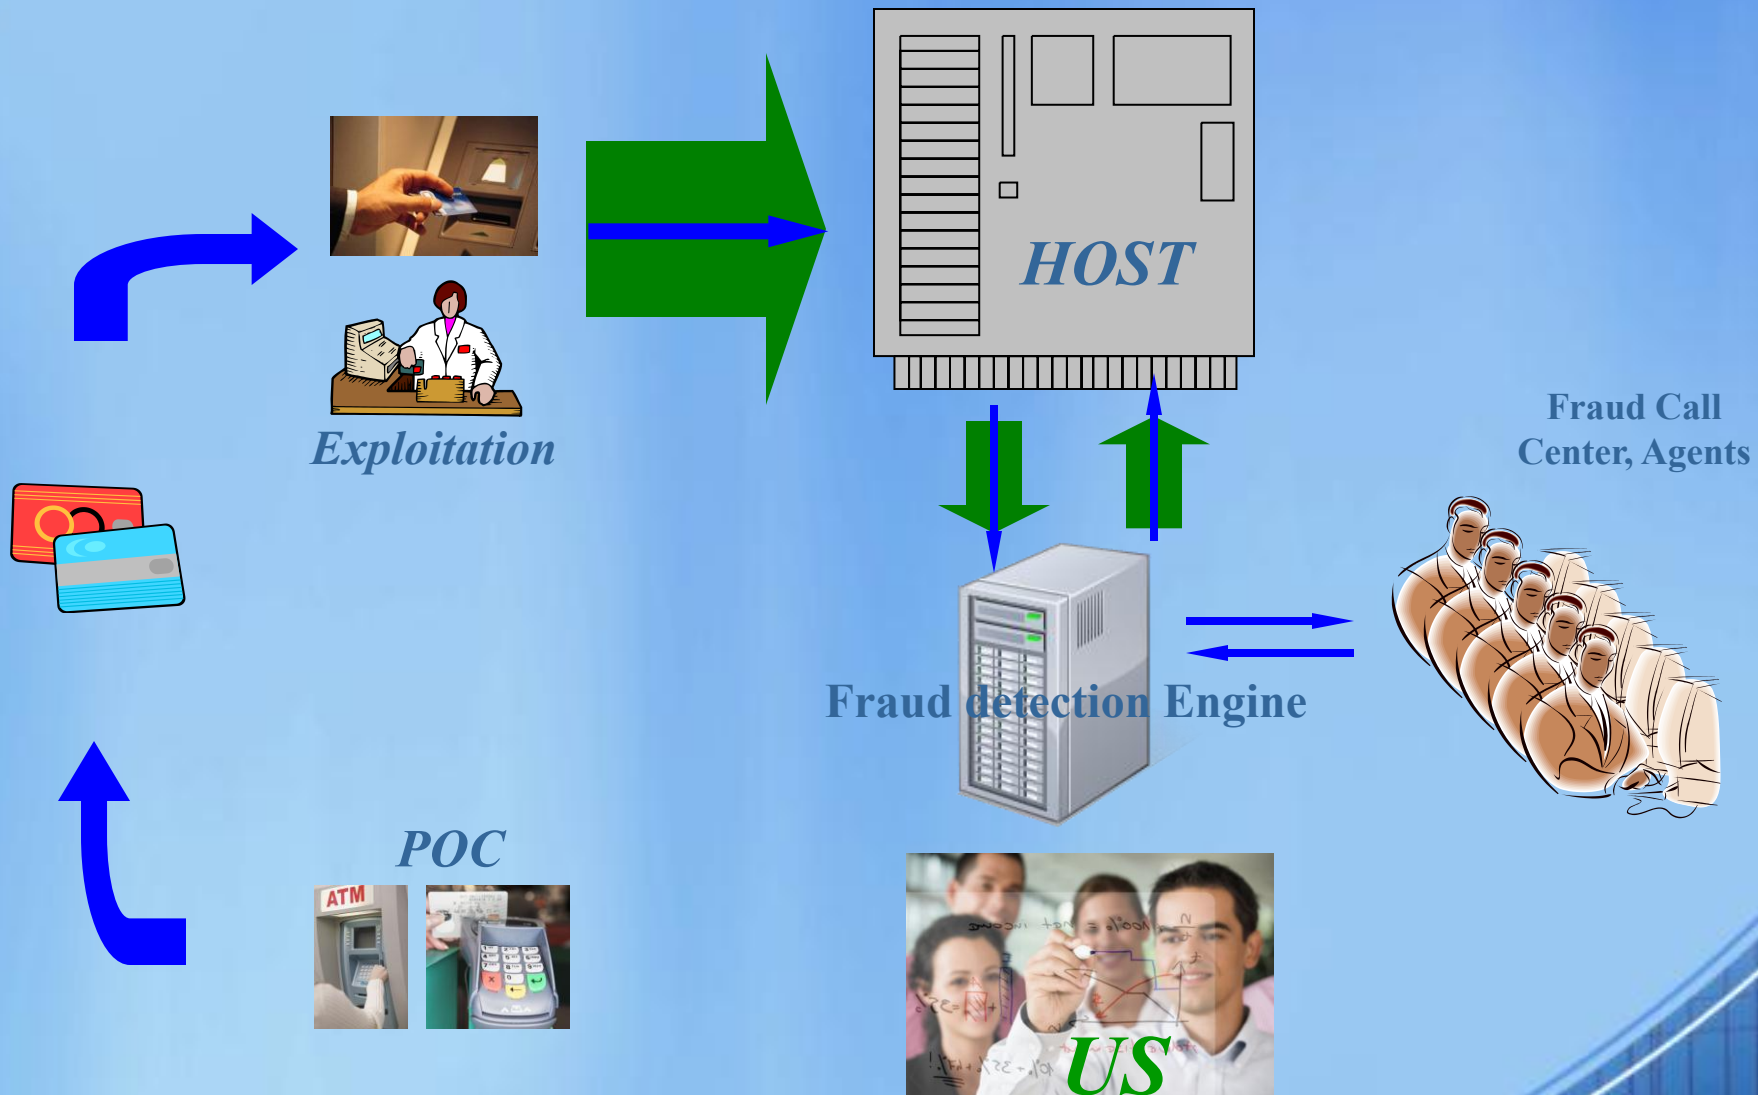 HOST
Exploitation
Fraud Call
Center, Agents
Fraud detection Engine
POC
ATM
US